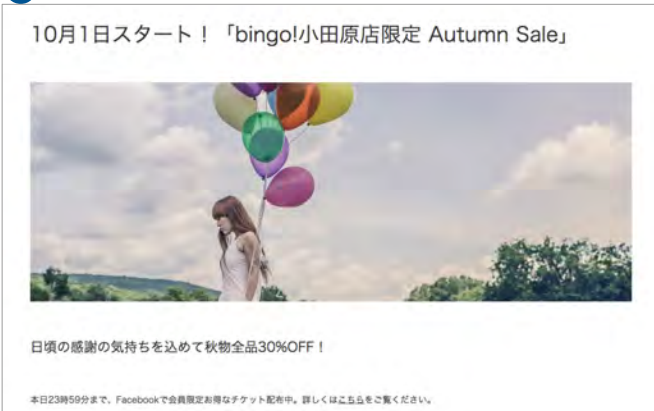 10月1日スタート！「bingo!小田原店限定 Autumn Sale」
日頃の感謝の気持ちを込めて秋物全品30%OFF！
本日23時59分まで、Facebookで会員限定お得なチケット配布中。詳しくはこちらをご覧ください。